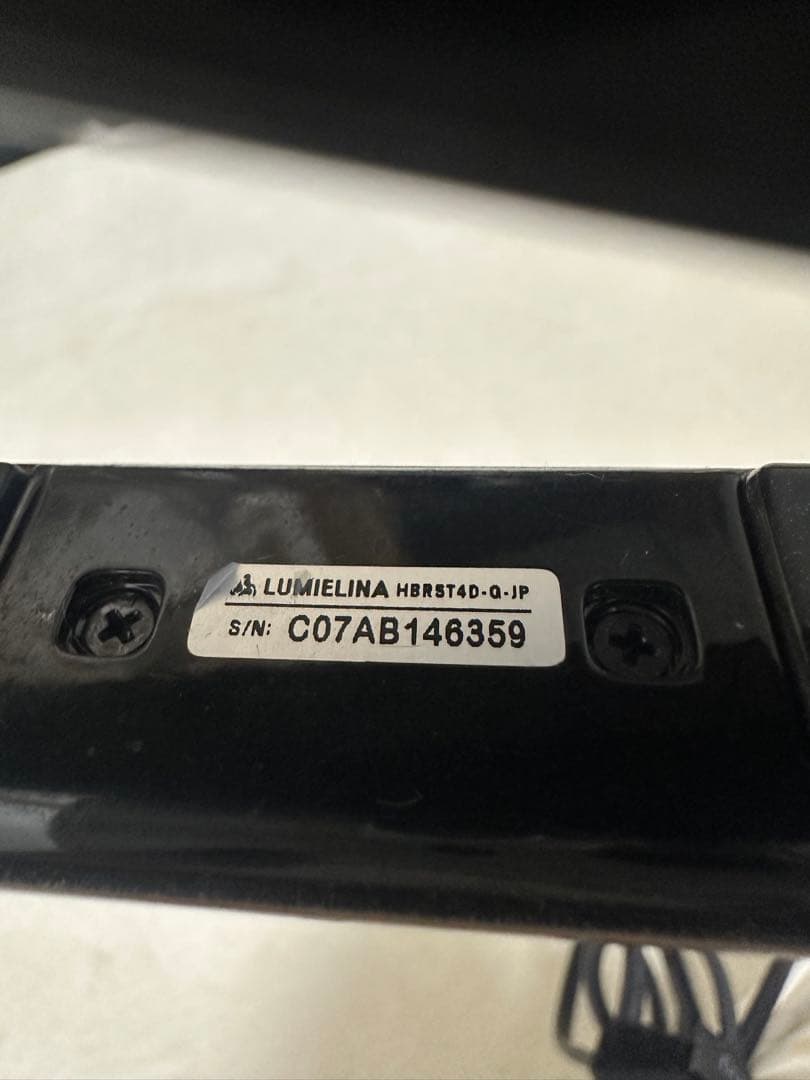 LUMIELINA HBRST4D-G-JP
S/N: C07AB146359